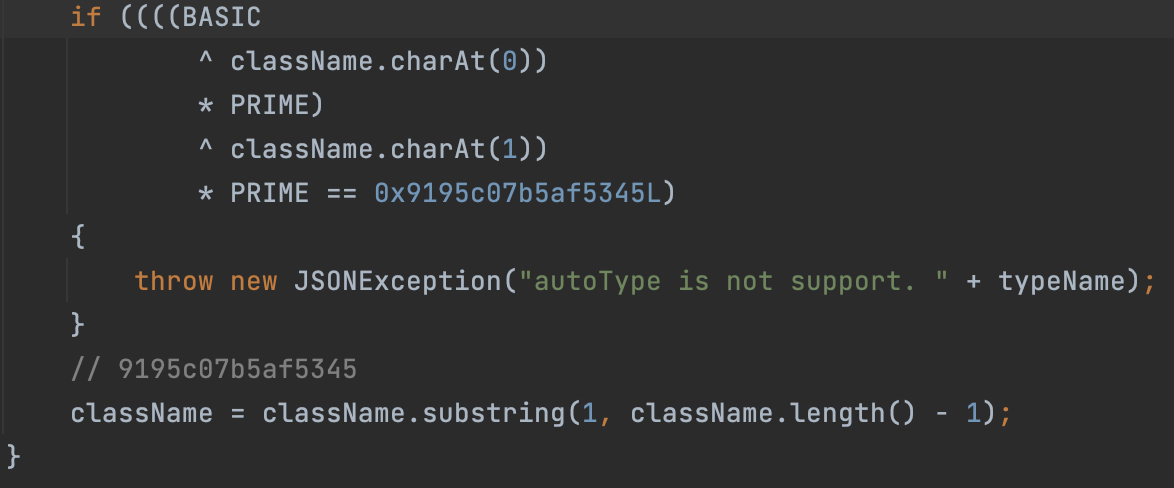 if ((((BASIC
^ className.charAt(0))
* PRIME)
^ className.charAt(1))
* PRIME == 0x9195c07b5af5345L)
{
throw new JSONException("autoType is not support. " + typeName);
}
// 9195c07b5af5345
className = className.substring(1, className.length() - 1);
}